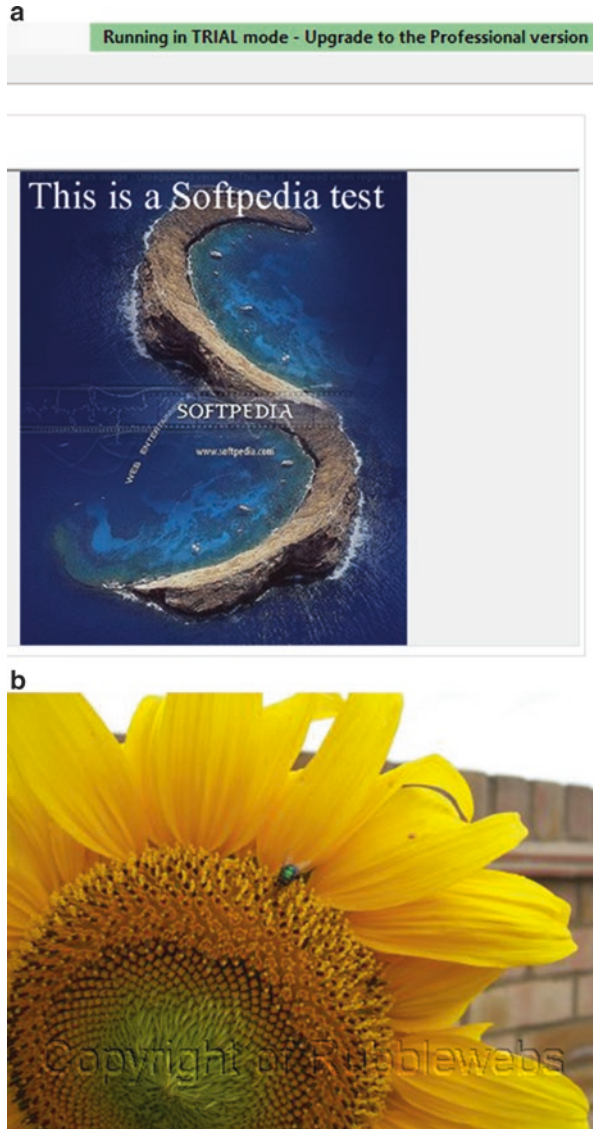 a
Running in TRIAL mode - Upgrade to the Professional version
This is a Softpedia test
SOFTPEDIA
WEB
www.softpedia.com
b
Copyright of Rubblewebs